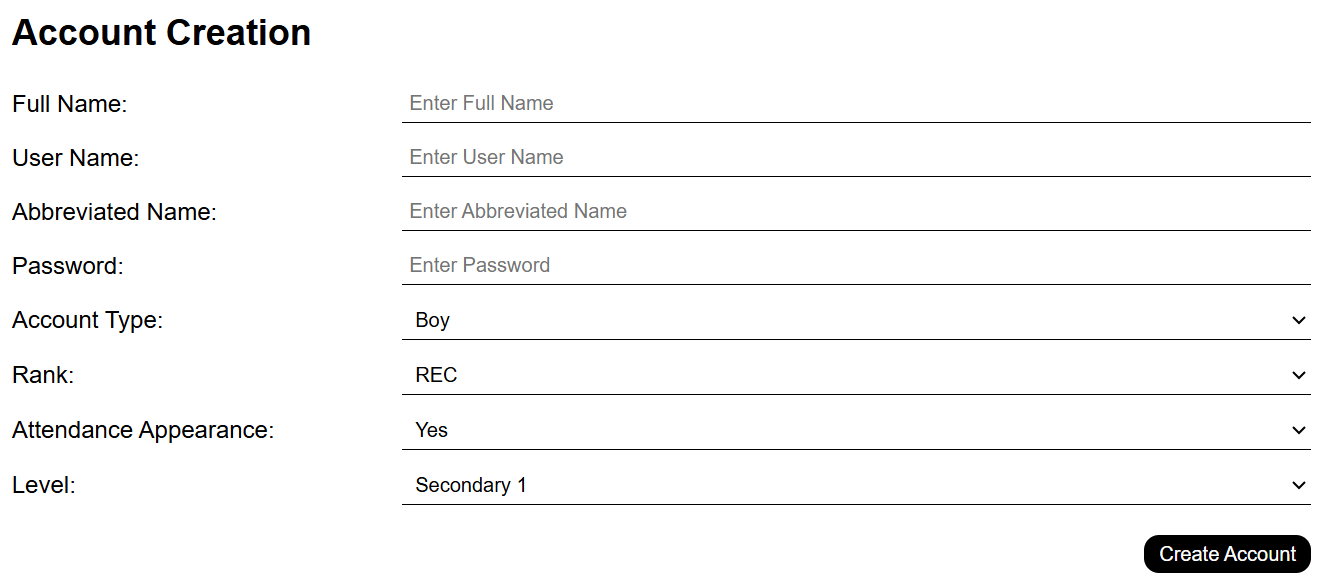 Account Creation
Full Name: Enter Full Name
User Name: Enter User Name
Abbreviated Name: Enter Abbreviated Name
Password: Enter Password
Account Type: Boy
Rank: REC
Attendance Appearance: Yes
Level: Secondary 1
Create Account